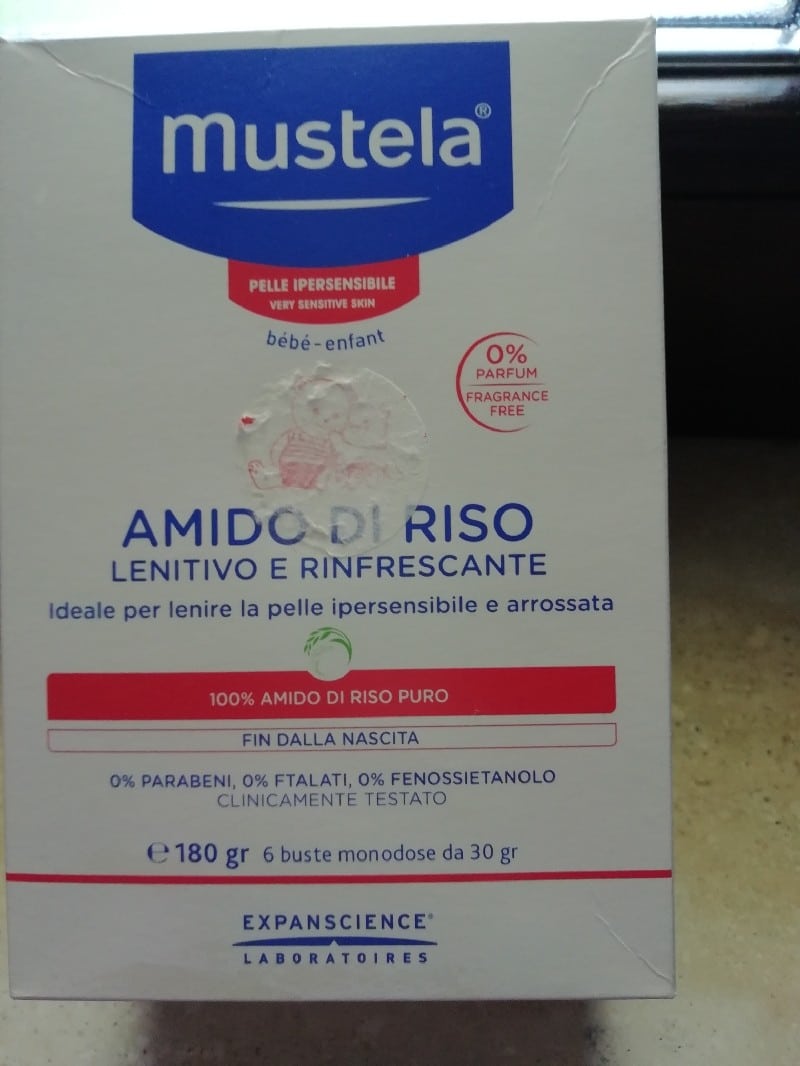 mustela®
PELLE IPERSENSIBILE
VERY SENSITIVE SKIN
bébé-enfant
0%
PARFUM
FRAGRANCE
FREE
AMIDO DI RISO
LENITIVO E RINFRESCANTE
Ideale per lenire la pelle ipersensibile e arrossata
100% AMIDO DI RISO PURO
FIN DALLA NASCITA
0% PARABENI, 0% FTALATI, 0% FENOSSIETANOLO
CLINICAMENTE TESTATO
℮ 180 gr 6 buste monodose da 30 gr
EXPANSCIENCE®
LABORATOIRES